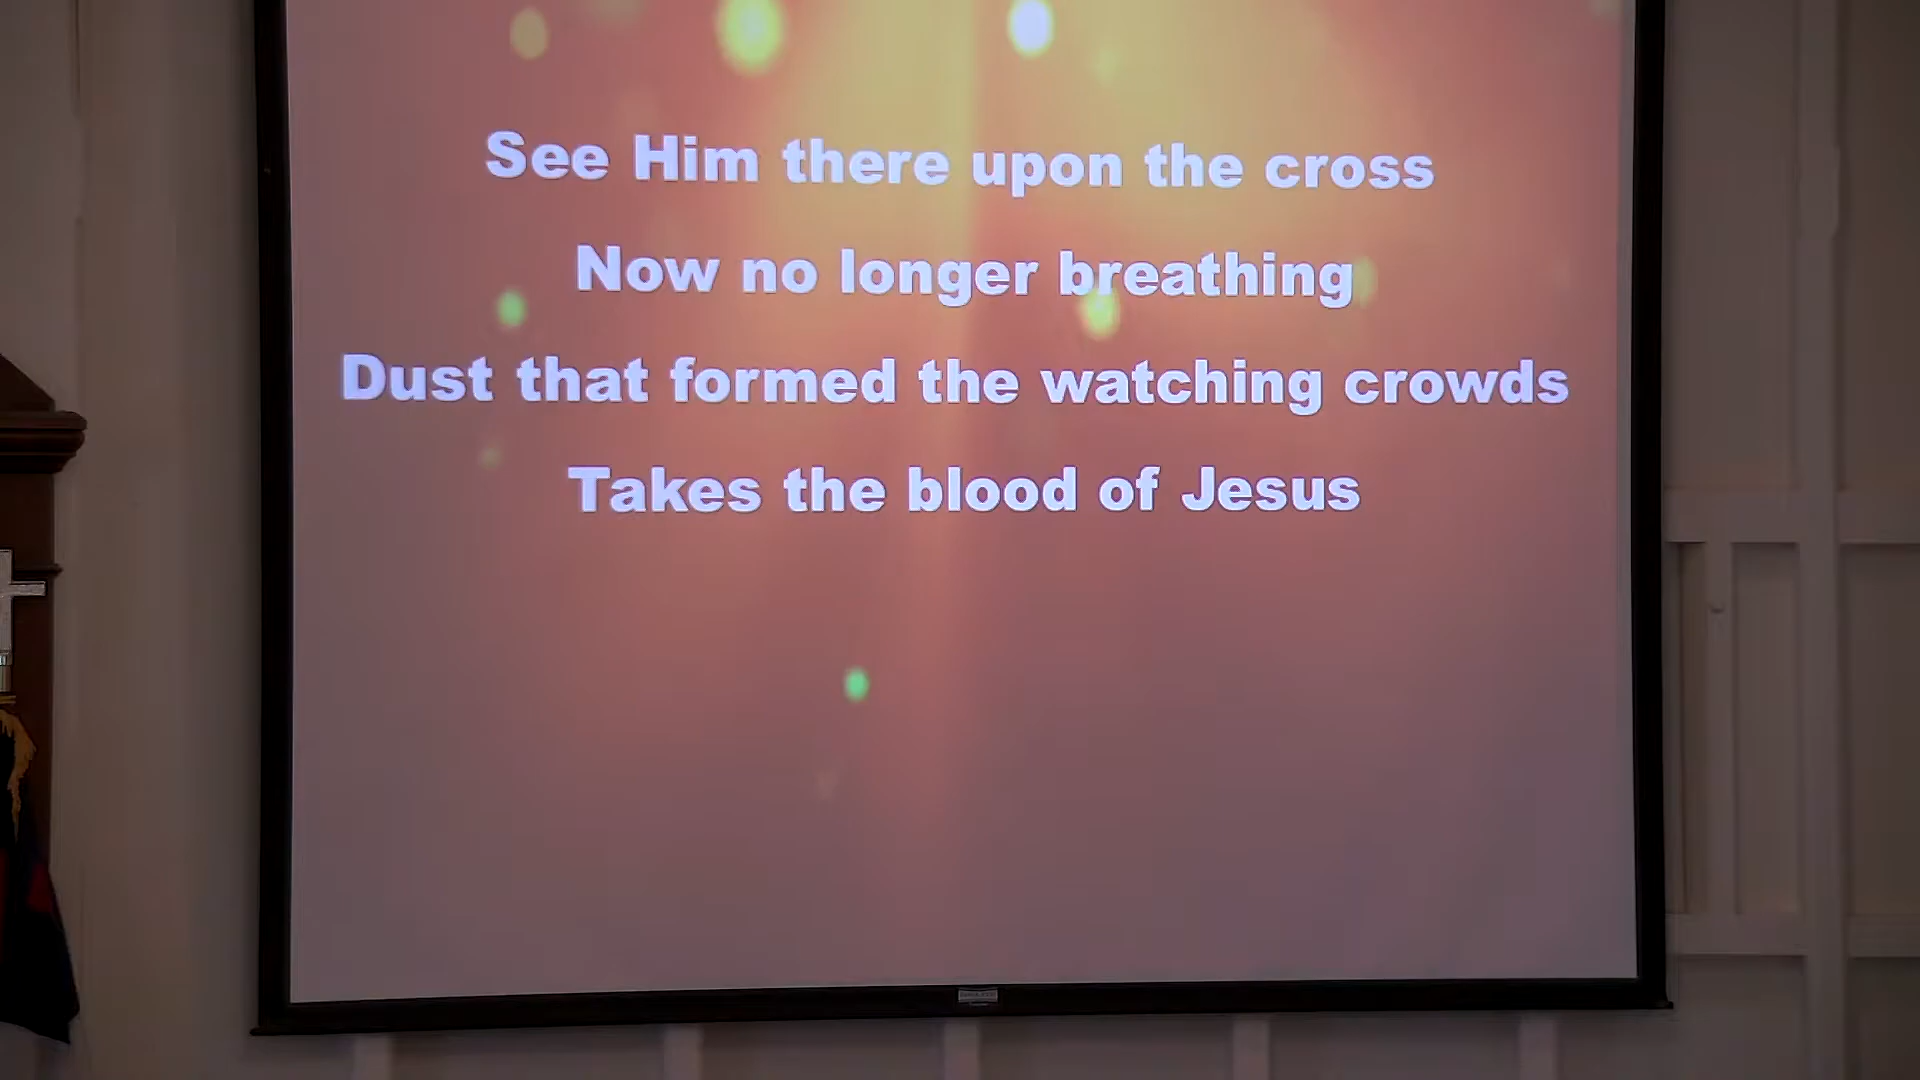 See Him there upon the cross
Now no longer breathing
Dust that formed the watching crowds
Takes the blood of Jesus